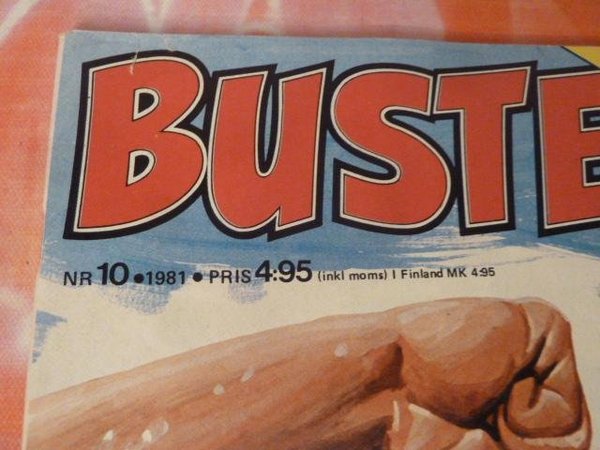 BUSTE
NR 10 • 1981 • PRIS 4:95 (inkl moms) I Finland MK 4:95